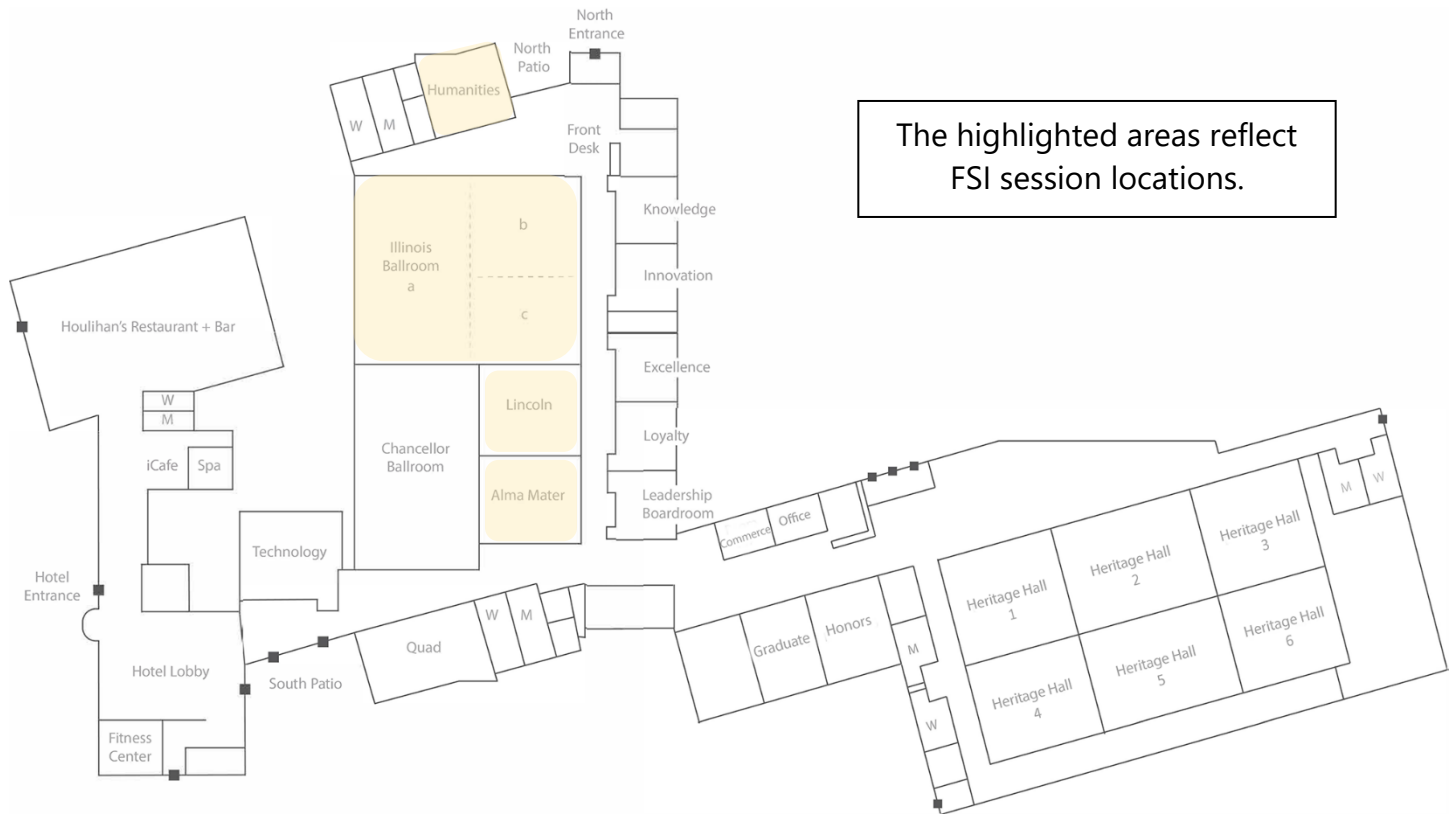 North
Entrance
North
Patio
Humanities
W
M
Front
Desk
The highlighted areas reflect
FSI session locations.
Knowledge
Illinois
Ballroom
a
b
c
Innovation
Houlihan's Restaurant + Bar
Excellence
W
M
Lincoln
Loyalty
iCafe
Spa
Chancellor
Ballroom
Alma Mater
Leadership
Boardroom
Commerce
Office
Technology
Hotel
Entrance
Hotel Lobby
South Patio
Quad
W
M
Graduate
Honors
M
W
Heritage Hall
1
Heritage Hall
2
Heritage Hall
3
M
W
Heritage Hall
4
Heritage Hall
5
Heritage Hall
6
Fitness
Center